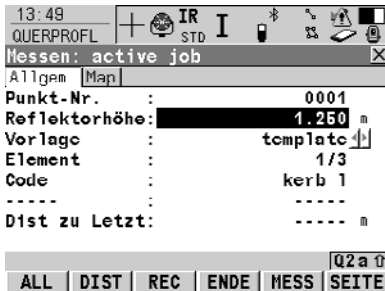 13:49 IR
QUERPROFL STD I
Messen: active job X
Allgem Map
Punkt-Nr. : 0001
Reflektorhöhe: 1.250 m
Vorlage : template
Element : 1/3
Code : kerb 1
----- : -----
Dist zu Letzt: ----- m
Q2a⇧
ALL DIST REC ENDE MESS SEITE